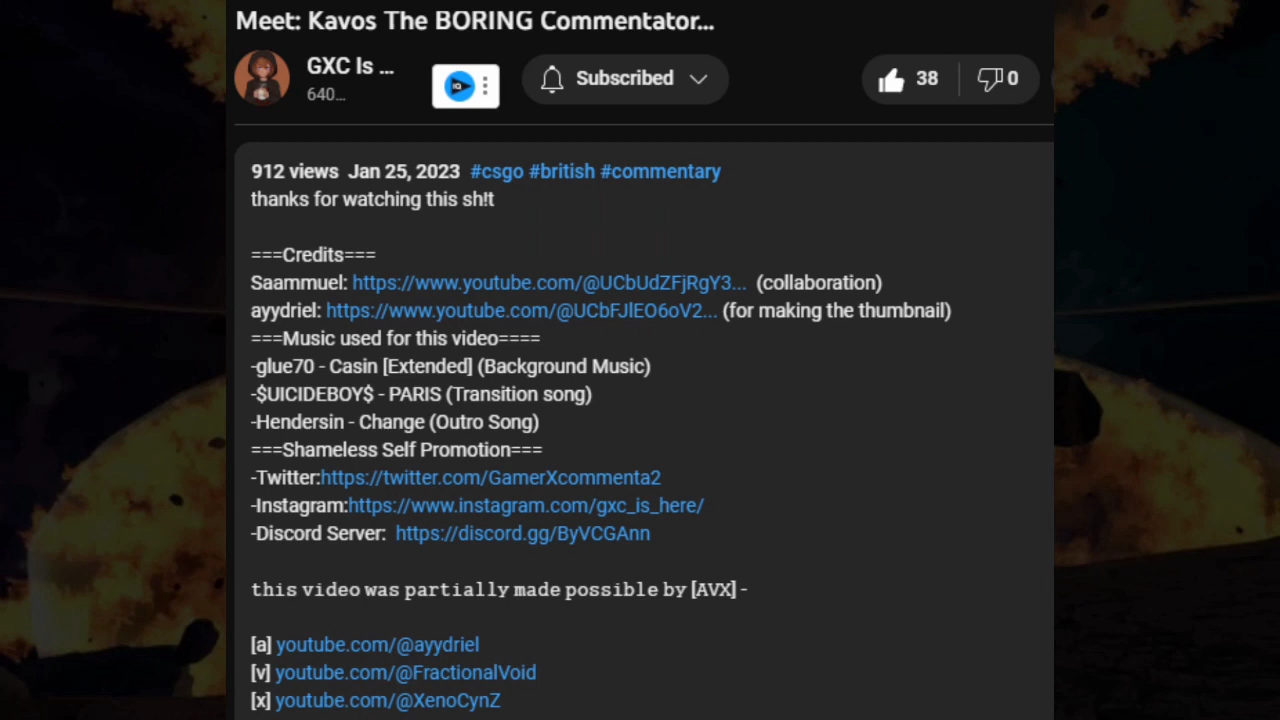 Meet: Kavos The BORING Commentator...
GXC Is ...
640...
IQ
Subscribed
38
0
912 views Jan 25, 2023 #csgo #british #commentary
thanks for watching this sh!t
===Credits===
Saammuel: https://www.youtube.com/@UCbUdZFjRgY3... (collaboration)
ayydriel: https://www.youtube.com/@UCbFJlEO6oV2... (for making the thumbnail)
===Music used for this video====
-glue70 - Casin [Extended] (Background Music)
-$UICIDEBOY$ - PARIS (Transition song)
-Hendersin - Change (Outro Song)
===Shameless Self Promotion===
-Twitter:https://twitter.com/GamerXcommenta2
-Instagram:https://www.instagram.com/gxc_is_here/
-Discord Server: https://discord.gg/ByVCGAnn
this video was partially made possible by [AVX] -
[a] youtube.com/@ayydriel
[v] youtube.com/@FractionalVoid
[x] youtube.com/@XenoCynZ